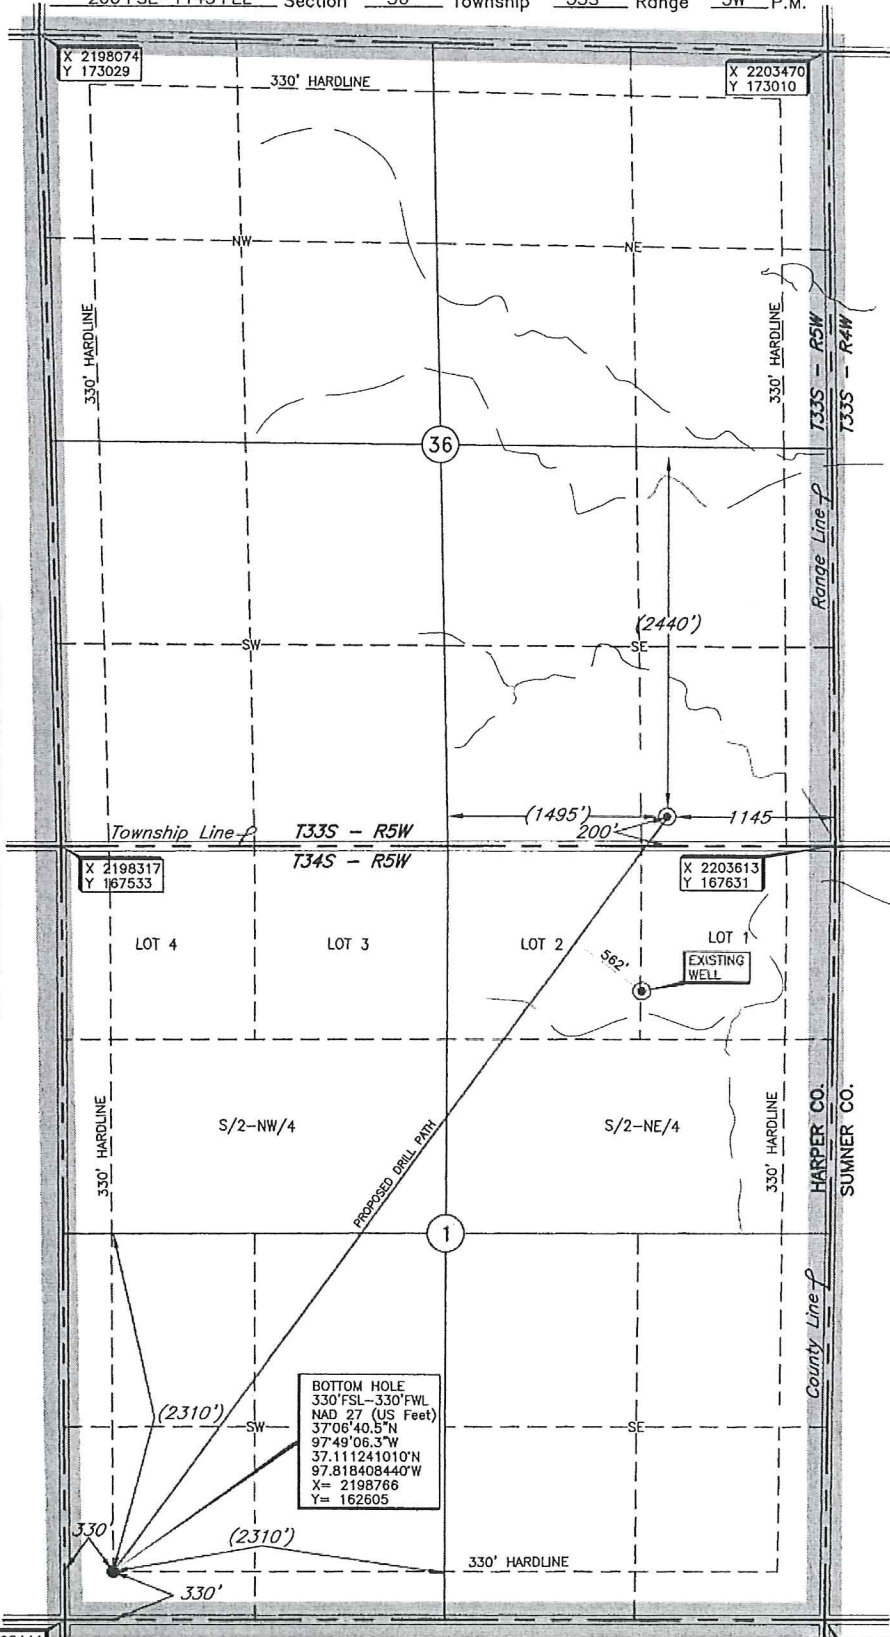 Section 36 Township 33S Range 5W P.M.
X 2198074
Y 173029
X 2203470
Y 173010
330' HARDLINE
NW
NE
330' HARDLINE
330' HARDLINE
T33S - R5W
T33S - R4W
36
Range Line
(2440')
SW
SE
(1495')
1145
200'
Township Line
T33S - R5W
T34S - R5W
X 2198317
Y 167533
X 2203613
Y 167631
LOT 4
LOT 3
LOT 2
LOT 1
562'
EXISTING
WELL
330' HARDLINE
S/2-NW/4
S/2-NE/4
330' HARDLINE
HARPER CO.
SUMNER CO.
PROPOSED DRILL PATH
1
County Line
BOTTOM HOLE
330'FSL-330'FWL
NAD 27 (US Feet)
37°06'40.5"N
97°49'06.3"W
37.111241010°N
97.818408440°W
X= 2198766
Y= 162605
(2310')
SW
SE
330'
(2310')
330' HARDLINE
330'